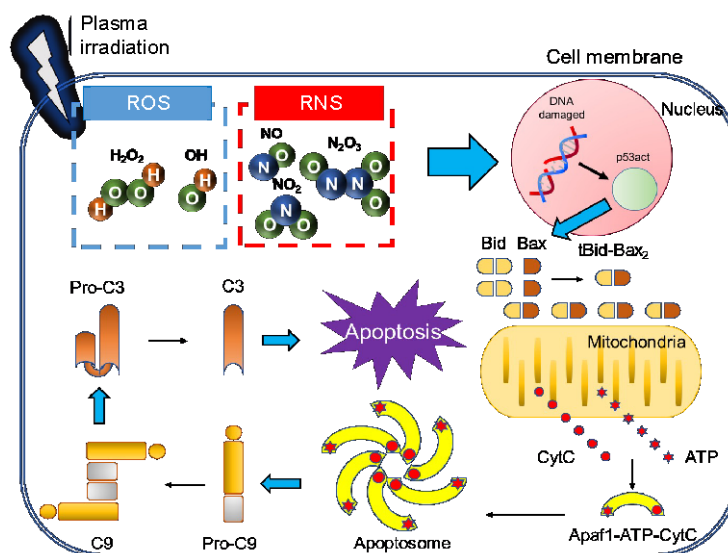 Plasma
irradiation
Cell membrane
ROS
RNS
Nucleus
DNA
damaged
p53act
H₂O₂
OH
NO
N₂O₃
NO₂
H
O
O
H
O
H
N
O
O
N
N
O
O
O
N
O
Bid Bax
tBid-Bax₂
Pro-C3
C3
Apoptosis
Mitochondria
CytC
ATP
C9
Pro-C9
Apoptosome
Apaf1-ATP-CytC